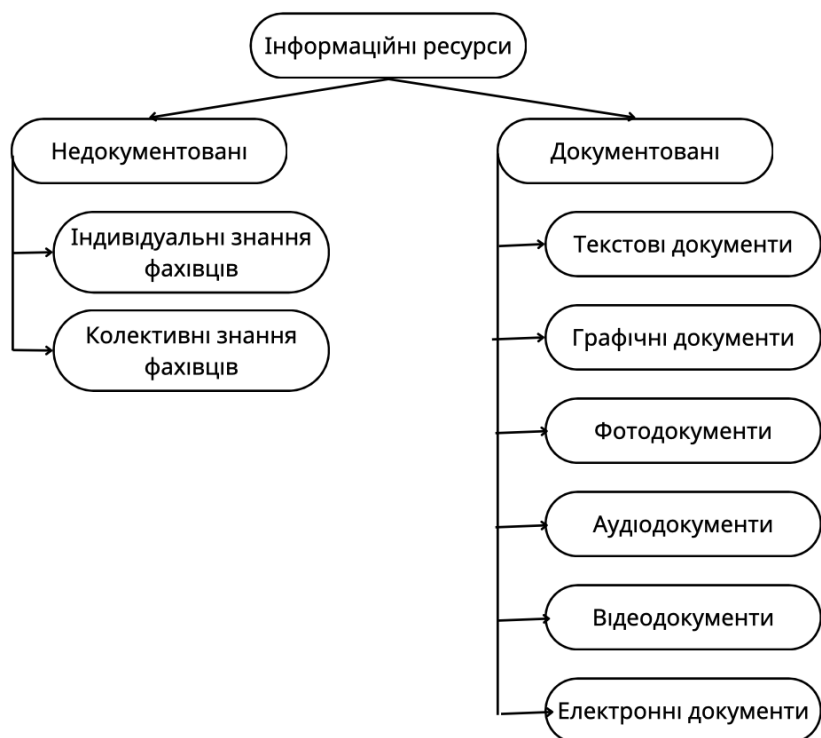 Інформаційні ресурси
Недокументовані
Індивідуальні знання
фахівців
Колективні знання
фахівців
Документовані
Текстові документи
Графічні документи
Фотодокументи
Аудіодокументи
Відеодокументи
Електронні документи